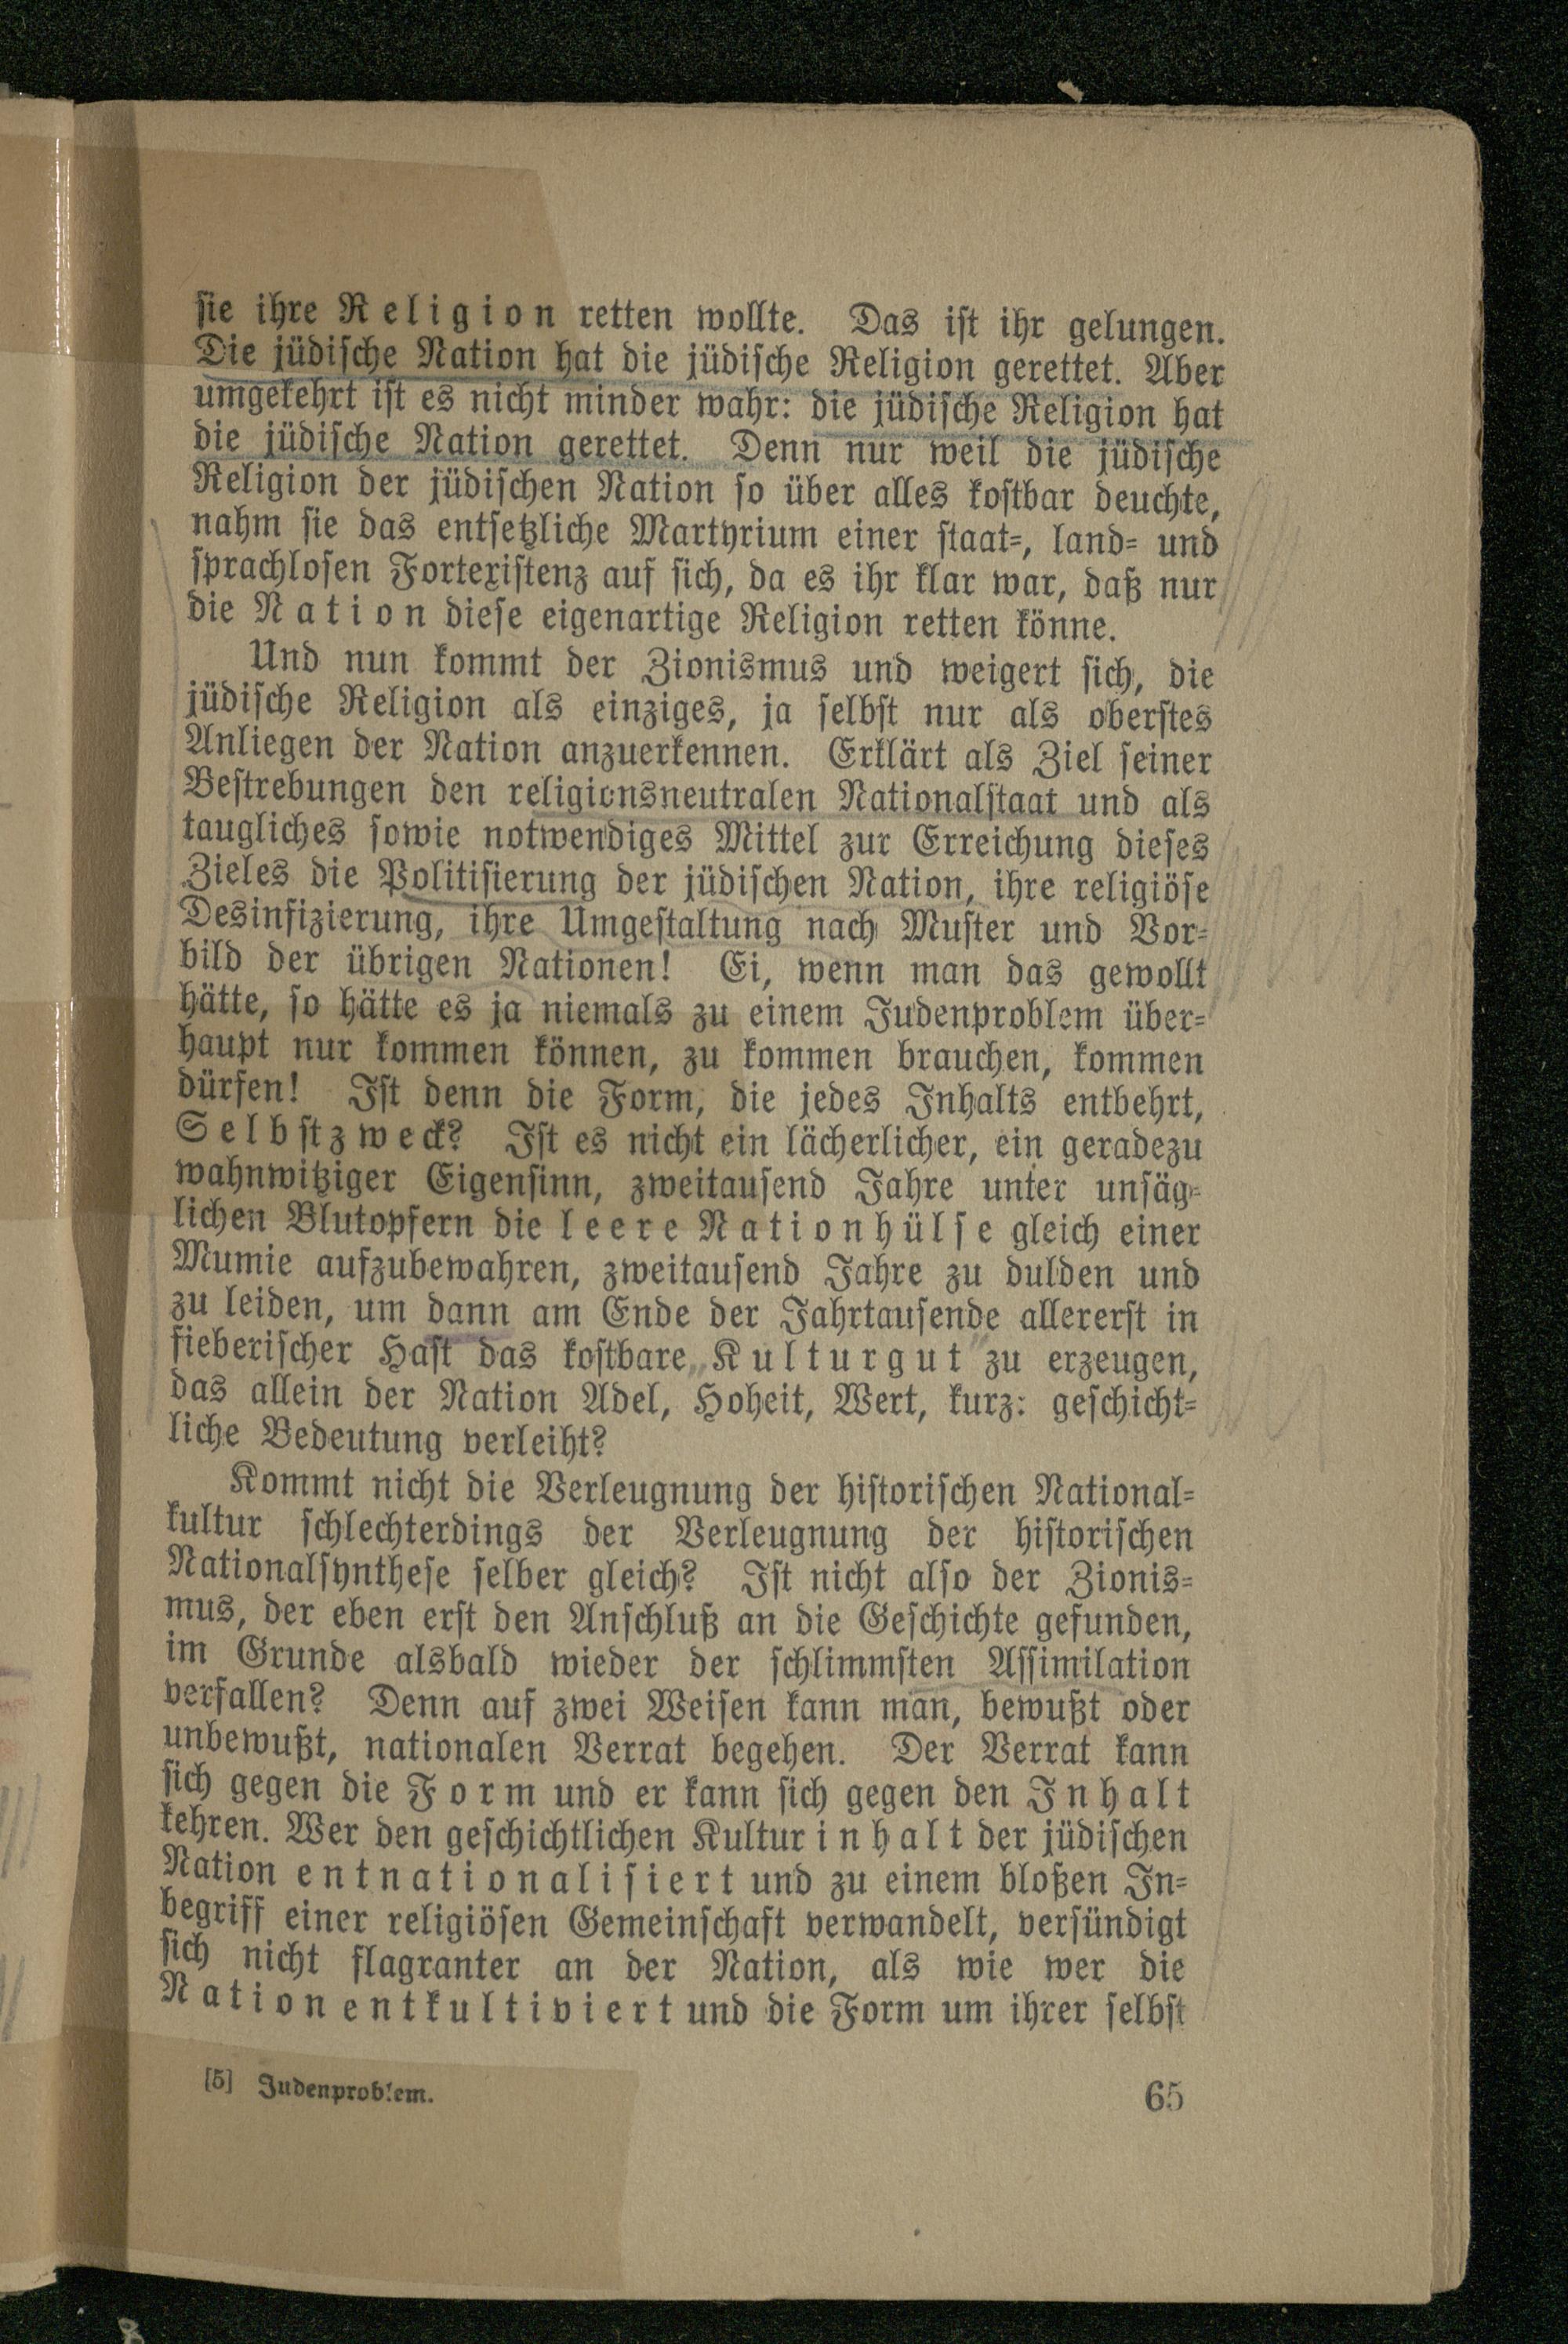 sie ihre Religion retten wollte. Das ist ihr gelungen.
Die jüdische Nation hat die jüdische Religion gerettet. Aber
umgekehrt ist es nicht minder wahr: die jüdische Religion hat
die jüdische Nation gerettet. Denn nur weil die jüdische
Religion der jüdischen Nation so über alles kostbar deuchte,
nahm sie das entsetzliche Martyrium einer staat-, land- und
sprachlosen Fortexistenz auf sich, da es ihr klar war, daß nur
die Nation diese eigenartige Religion retten könne.
Und nun kommt der Zionismus und weigert sich, die
jüdische Religion als einziges, ja selbst nur als oberstes
Anliegen der Nation anzuerkennen. Erklärt als Ziel seiner
Bestrebungen den religionsneutralen Nationalstaat und als
taugliches sowie notwendiges Mittel zur Erreichung dieses
Zieles die Politisierung der jüdischen Nation, ihre religiöse
Desinfizierung, ihre Umgestaltung nach Muster und Vor-
bild der übrigen Nationen! Ei, wenn man das gewollt
hätte, so hätte es ja niemals zu einem Judenproblem über-
haupt nur kommen können, zu kommen brauchen, kommen
dürfen! Ist denn die Form, die jedes Inhalts entbehrt,
Selbstzweck? Ist es nicht ein lächerlicher, ein geradezu
wahnwitziger Eigensinn, zweitausend Jahre unter unsäg-
lichen Blutopfern die leere Nationhülse gleich einer
Mumie aufzubewahren, zweitausend Jahre zu dulden und
zu leiden, um dann am Ende der Jahrtausende allererst in
fieberischer Hast das kostbare „Kulturgut" zu erzeugen,
das allein der Nation Adel, Hoheit, Wert, kurz: geschicht-
liche Bedeutung verleiht?
Kommt nicht die Verleugnung der historischen National-
kultur schlechterdings der Verleugnung der historischen
Nationalsynthese selber gleich? Ist nicht also der Zionis-
mus, der eben erst den Anschluß an die Geschichte gefunden,
im Grunde alsbald wieder der schlimmsten Assimilation
verfallen? Denn auf zwei Weisen kann man, bewußt oder
unbewußt, nationalen Verrat begehen. Der Verrat kann
sich gegen die Form und er kann sich gegen den Inhalt
kehren. Wer den geschichtlichen Kulturinhalt der jüdischen
Nation entnationalisiert und zu einem bloßen In-
begriff einer religiösen Gemeinschaft verwandelt, versündigt
sich nicht flagranter an der Nation, als wie wer die
Nation entkultiviert und die Form um ihrer selbst
[5] Judenproblem.
65